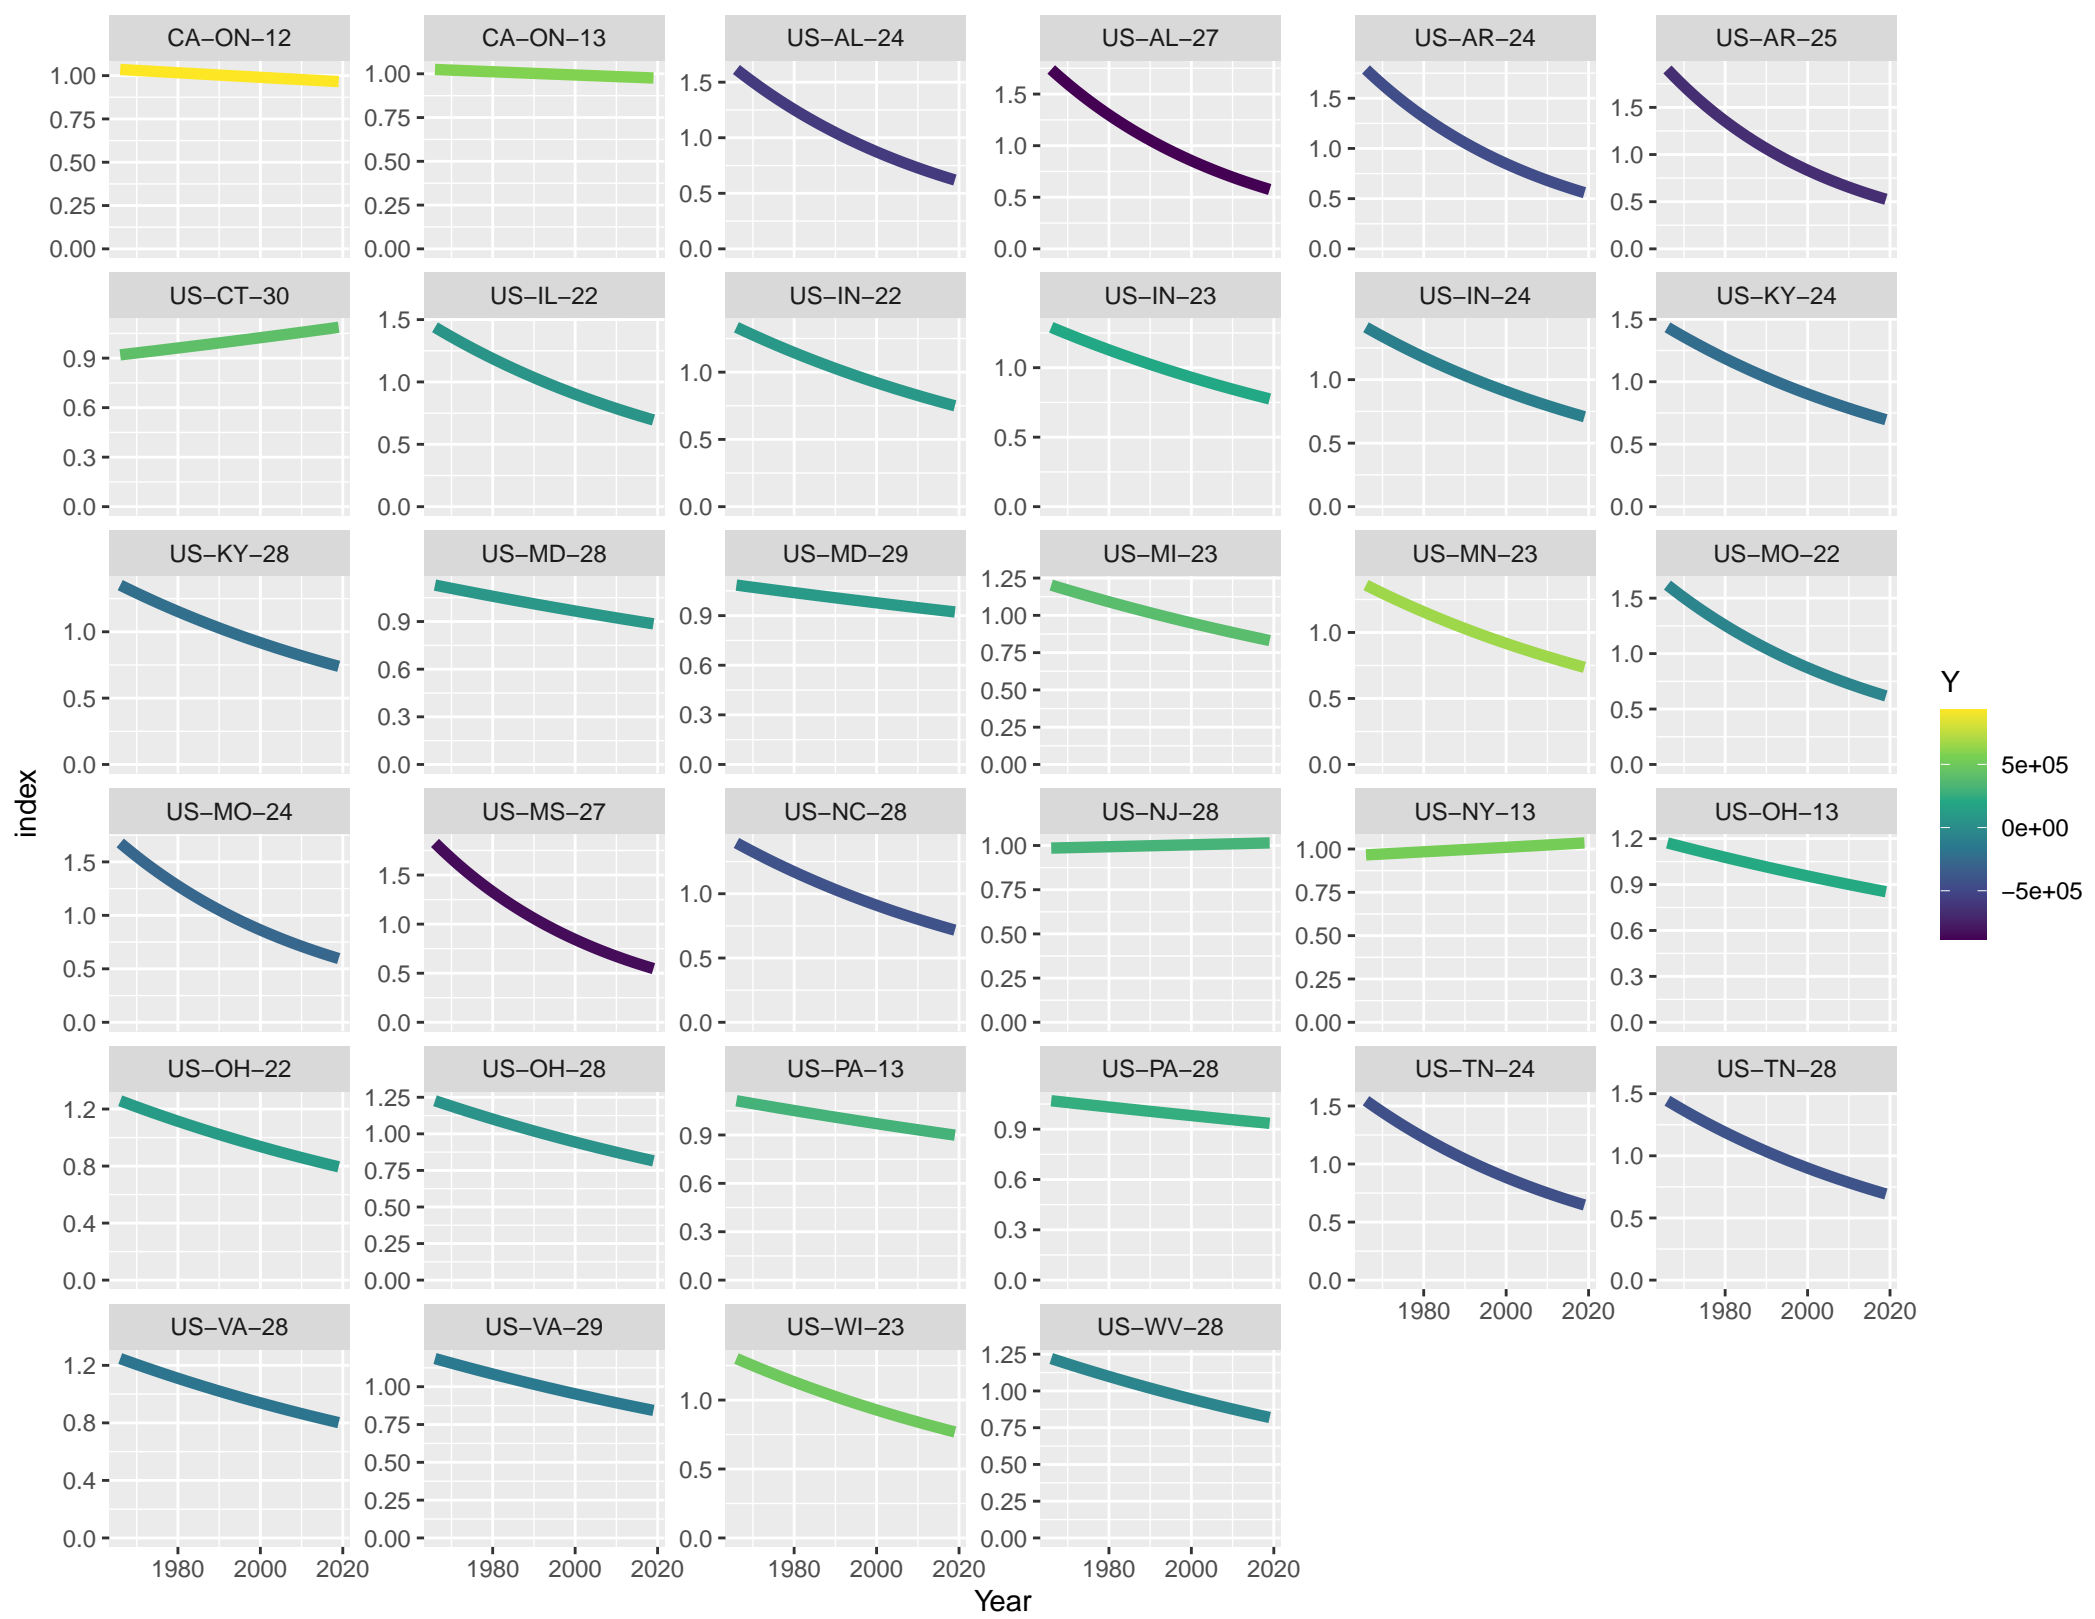 CA−ON−12 CA−ON−13 US−AL−24 US−AL−27 US−AR−24 US−AR−25
1.00 1.00 1.5 1.5 1.5 1.5
0.75 0.75 1.0 1.0 1.0 1.0
0.50 0.50 0.5 0.5 0.5 0.5
0.25 0.25
0.00 0.00 0.0 0.0 0.0 0.0
US−CT−30 US−IL−22 US−IN−22 US−IN−23 US−IN−24 US−KY−24
0.9 1.5 1.0 1.0 1.0 1.5
0.6 1.0 0.5 0.5 0.5 1.0
0.3 0.5 0.5
0.0 0.0 0.0 0.0 0.0 0.0
US−KY−28 US−MD−28 US−MD−29 US−MI−23 US−MN−23 US−MO−22
1.0 0.9 0.9 1.25 1.0 1.5
0.5 0.6 0.6 1.00 0.5 1.0
0.3 0.3 0.75 0.5
0.50
0.25
0.0 0.0 0.0 0.00 0.0 0.0
US−MO−24 US−MS−27 US−NC−28 US−NJ−28 US−NY−13 US−OH−13
1.5 1.5 1.0 1.00 1.00 1.2
1.0 1.0 0.5 0.75 0.75 0.9
0.5 0.5 0.50 0.50 0.6
0.25 0.25 0.3
0.0 0.0 0.0 0.00 0.00 0.0
US−OH−22 US−OH−28 US−PA−13 US−PA−28 US−TN−24 US−TN−28
1.2 1.25 0.9 0.9 1.5 1.5
0.8 1.00 0.6 0.6 1.0 1.0
0.4 0.75 0.3 0.3 0.5 0.5
0.50
0.25
0.0 0.00 0.0 0.0 0.0 0.0
1980 2000 2020 1980 2000 2020
US−VA−28 US−VA−29 US−WI−23 US−WV−28
1.2 1.00 1.0 1.25
0.8 0.75 0.5 1.00
0.4 0.50 0.75
0.25 0.50
0.25
0.0 0.00 0.0 0.00
1980 2000 2020 1980 2000 2020 1980 2000 2020 1980 2000 2020
Year
index
Y
5e+05
0e+00
−5e+05